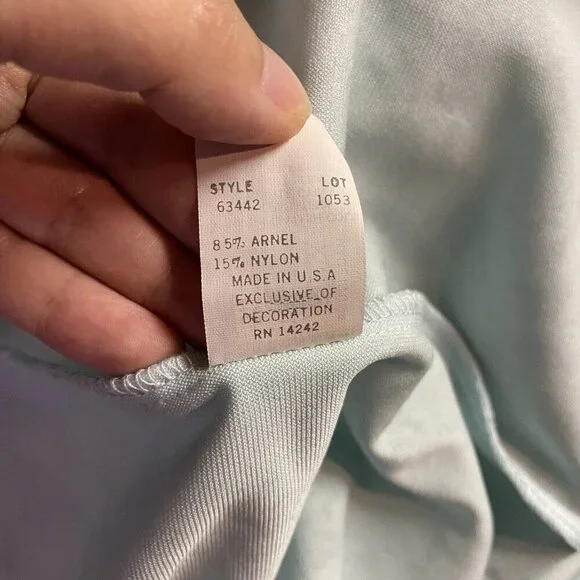 STYLE LOT
63442 1053
85% ARNEL
15% NYLON
MADE IN U.S.A
EXCLUSIVE OF
DECORATION
RN 14242